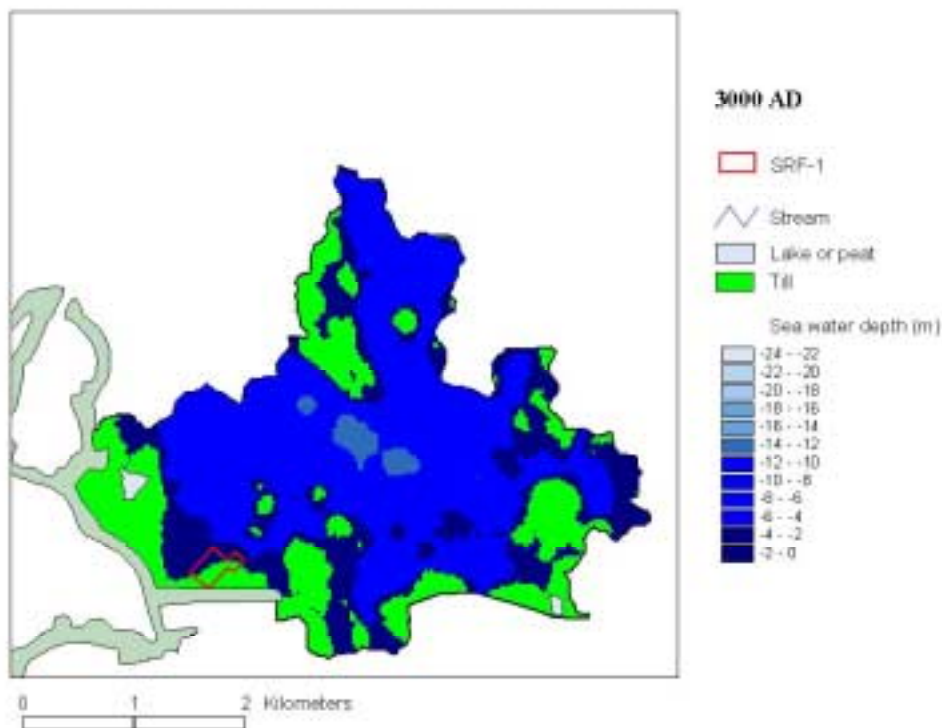 3000 AD
SRF-1
Stream
Lake or peat
Till
Sea water depth (m)
-24 - -22
-22 - -20
-20 - -18
-18 - -16
-16 - -14
-14 - -12
-12 - -10
-10 - -8
-8 - -6
-6 - -4
-4 - -2
-2 - 0
0 1 2 Kilometers